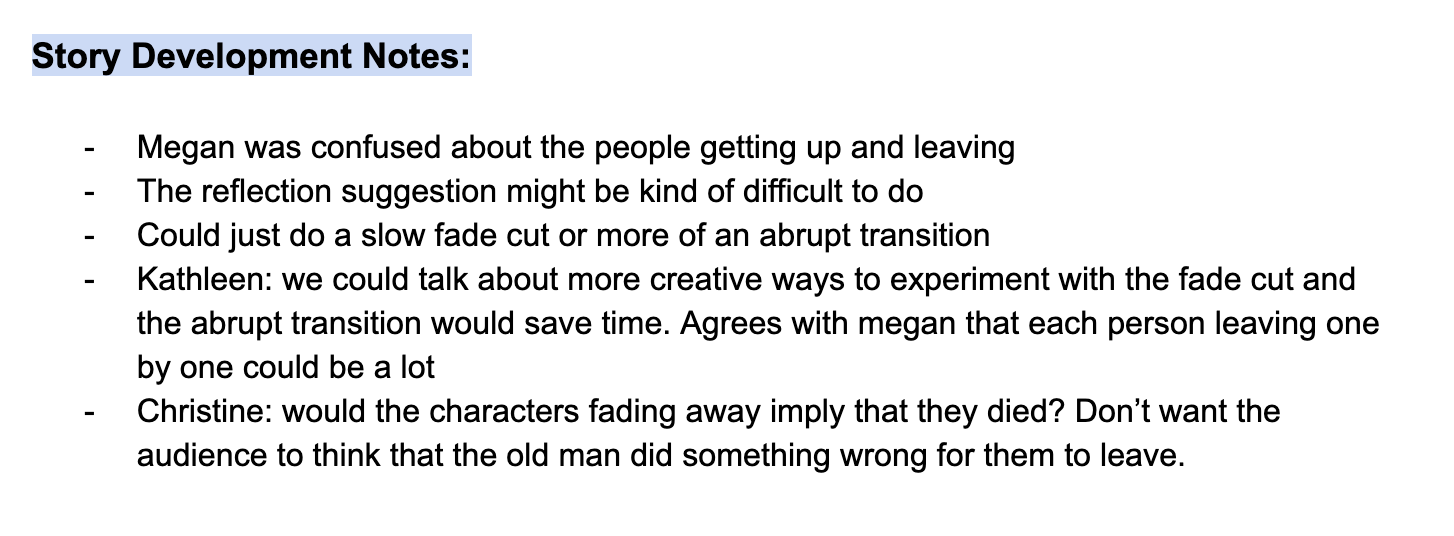 Story Development Notes:
- Megan was confused about the people getting up and leaving
- The reflection suggestion might be kind of difficult to do
- Could just do a slow fade cut or more of an abrupt transition
- Kathleen: we could talk about more creative ways to experiment with the fade cut and
the abrupt transition would save time. Agrees with megan that each person leaving one
by one could be a lot
- Christine: would the characters fading away imply that they died? Don’t want the
audience to think that the old man did something wrong for them to leave.